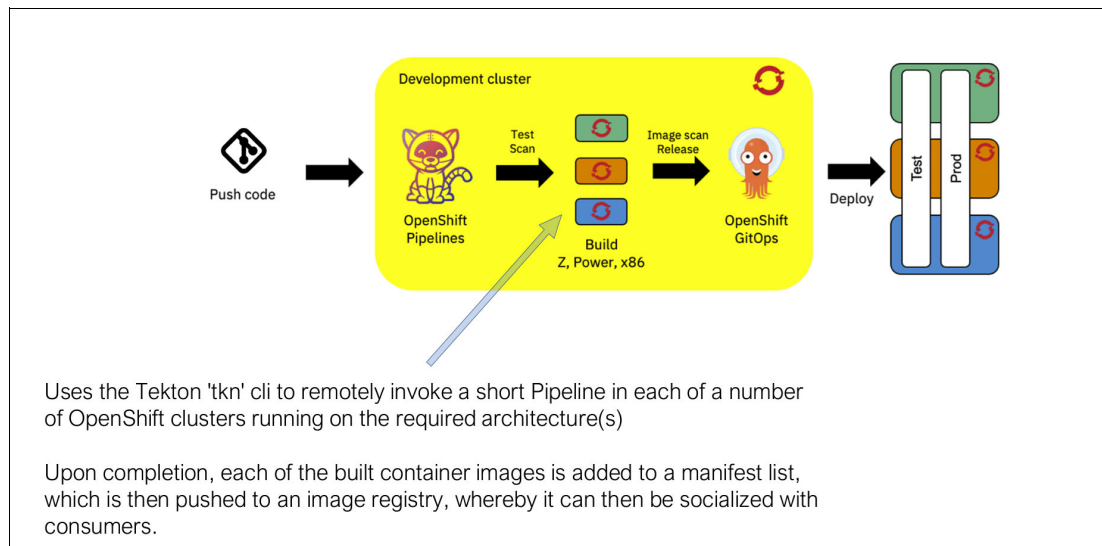 Development cluster
Push code
OpenShift
Pipelines
Test
Scan
Build
Z, Power, x86
Image scan
Release
OpenShift
GitOps
Deploy
Test
Prod
Uses the Tekton 'tkn' cli to remotely invoke a short Pipeline in each of a number
of OpenShift clusters running on the required architecture(s)
Upon completion, each of the built container images is added to a manifest list,
which is then pushed to an image registry, whereby it can then be socialized with
consumers.